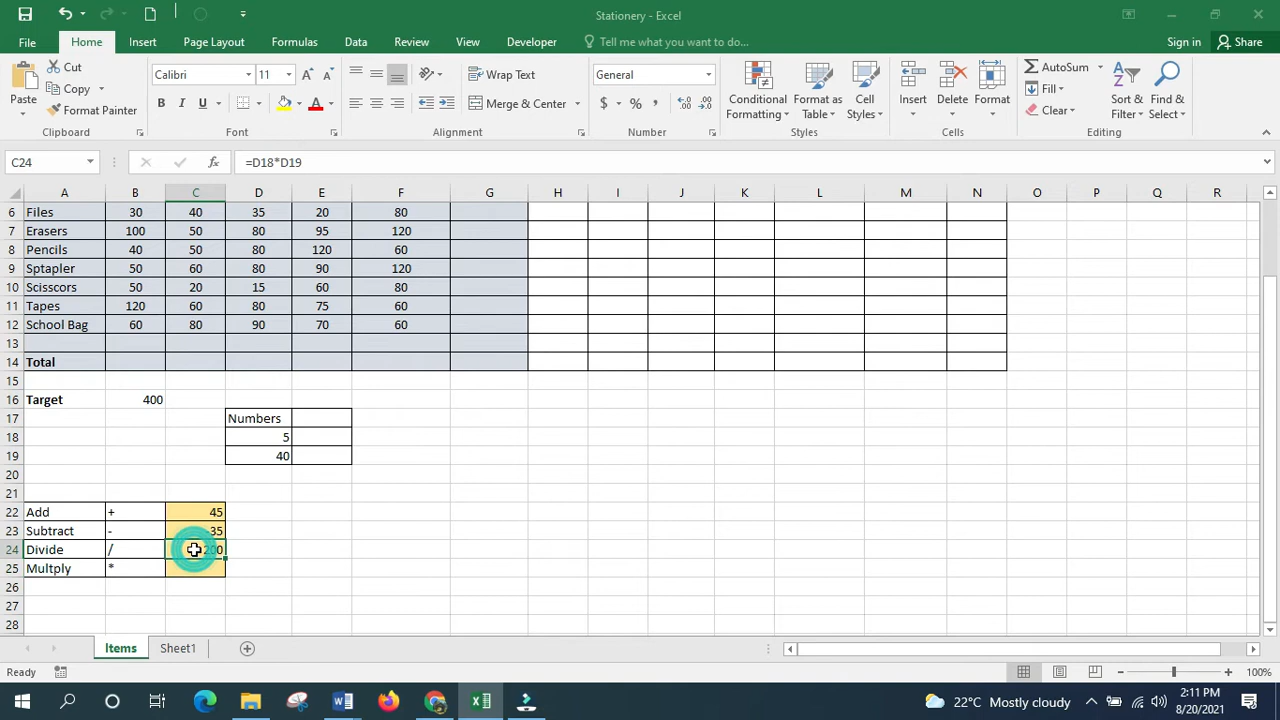 Stationery - Excel
File Home Insert Page Layout Formulas Data Review View Developer Tell me what you want to do... Sign in Share
Paste Cut Copy Format Painter Clipboard
Calibri 11 A A B I U A Font
Wrap Text Merge & Center Alignment
General $ % , Number
Conditional Formatting Format as Table Cell Styles Styles
Insert Delete Format Cells
AutoSum Fill Clear Sort & Filter Find & Select Editing
C24 fx =D18*D19
A B C D E F G H I J K L M N O P Q R
6 Files 30 40 35 20 80
7 Erasers 100 50 80 95 120
8 Pencils 40 50 80 120 60
9 Sptapler 50 60 80 90 120
10 Scisscors 50 20 15 60 80
11 Tapes 120 60 80 75 60
12 School Bag 60 80 90 70 60
13
14 Total
15
16 Target 400
17 Numbers
18 5
19 40
20
21
22 Add + 45
23 Subtract - -35
24 Divide / 200
25 Multply *
26
27
28
Items Sheet1
Ready 100%
22°C Mostly cloudy 2:11 PM
8/20/2021